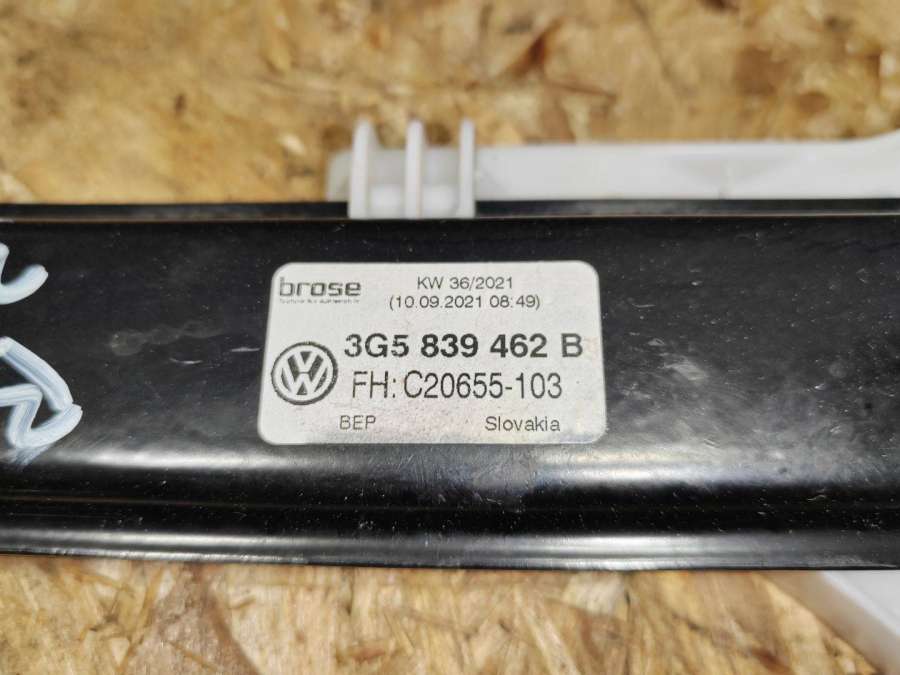 brose
KW 36/2021
(10.09.2021 08:49)
3G5 839 462 B
FH: C20655-103
BEP
Slovakia